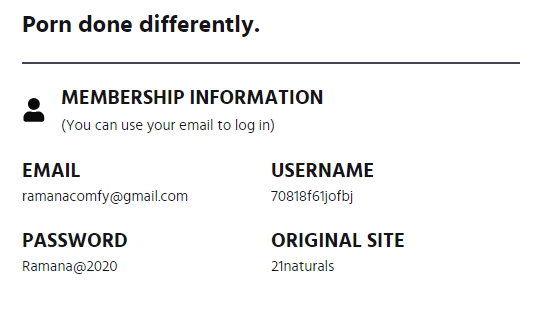 Porn done differently.
MEMBERSHIP INFORMATION
(You can use your email to log in)
EMAIL USERNAME
ramanacomfy@gmail.com 70818f61jofbj
PASSWORD ORIGINAL SITE
Ramana@2020 21naturals